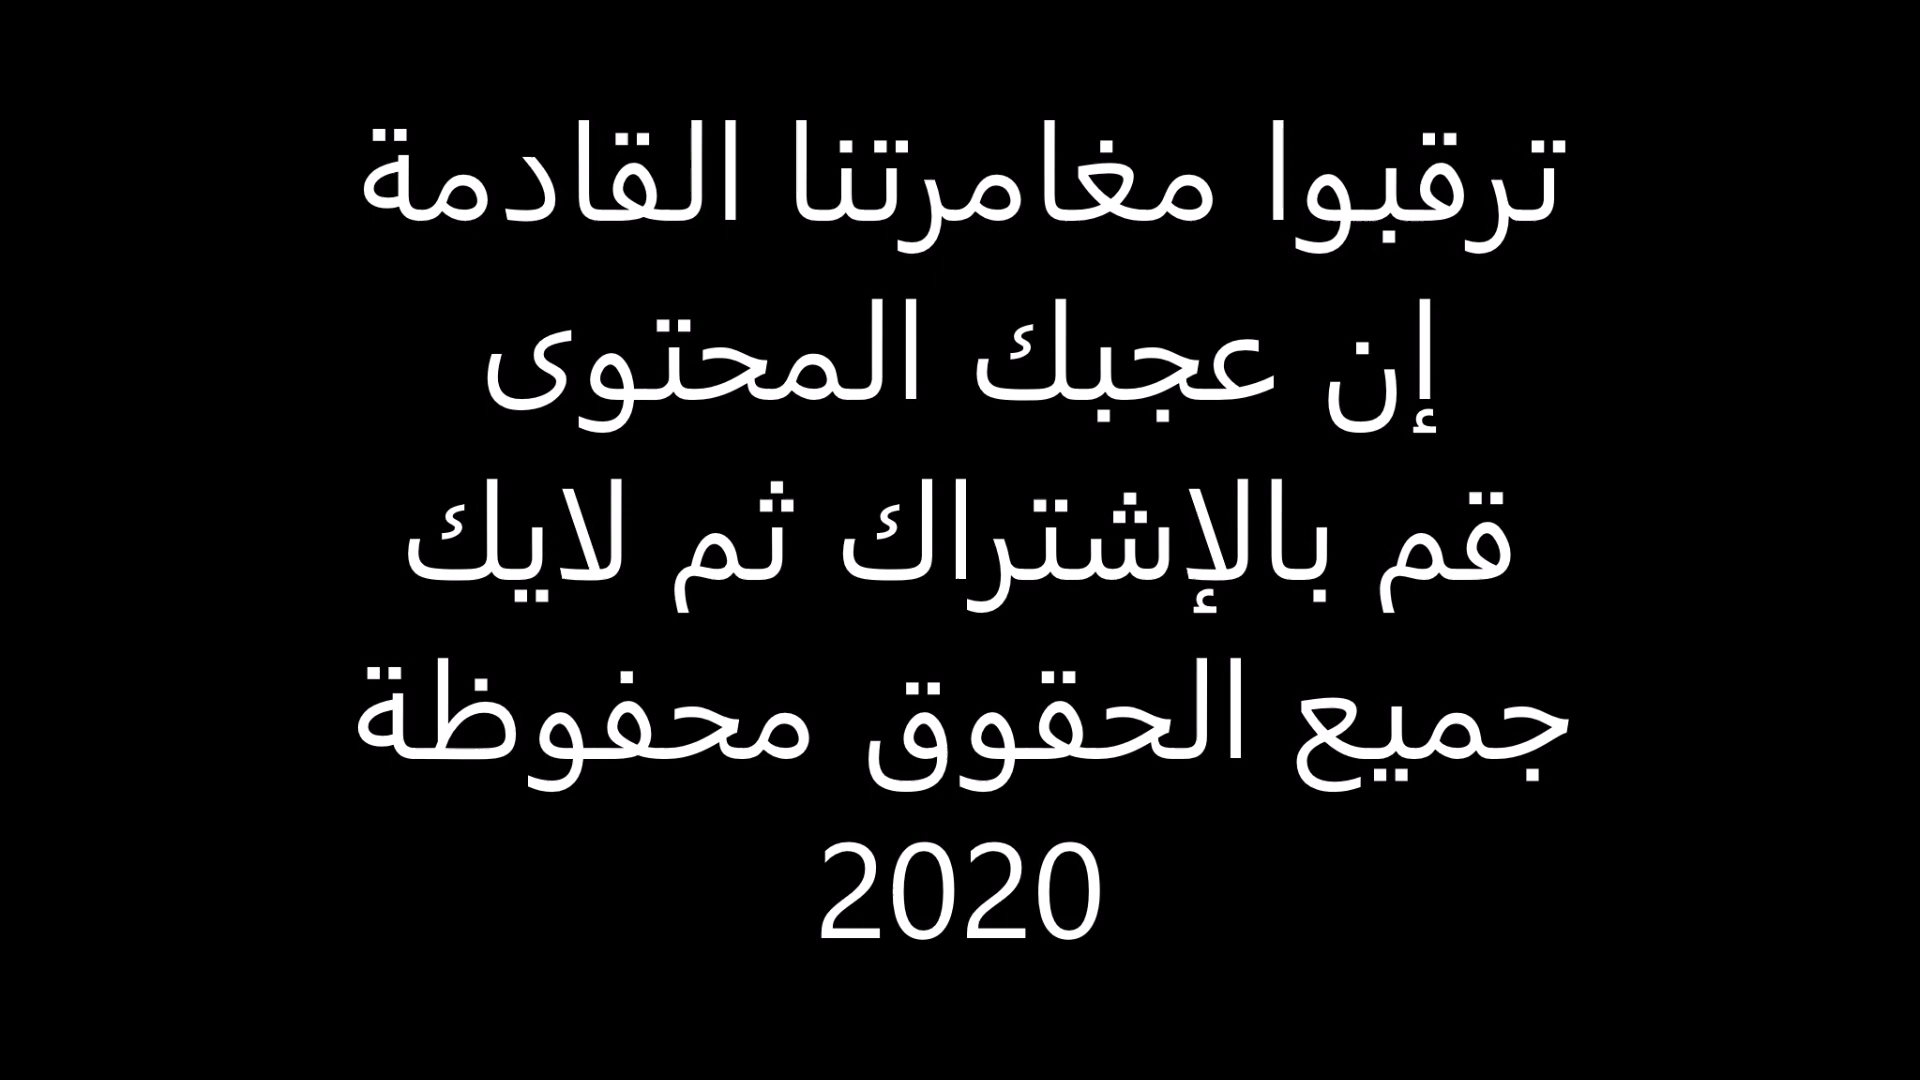 ترقبوا مغامرتنا القادمة
إن عجبك المحتوى
قم بالإشتراك ثم لايك
جميع الحقوق محفوظة
2020